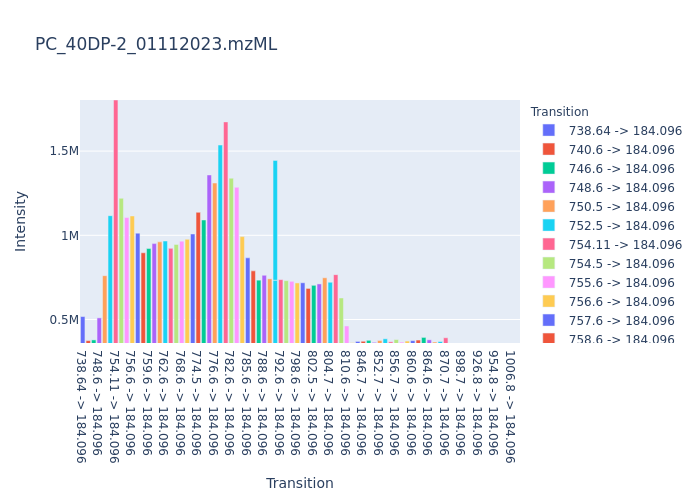 PC_40DP-2_01112023.mzML
Intensity
1.5M
1M
0.5M
738.64 -> 184.096
748.6 -> 184.096
754.11 -> 184.096
756.6 -> 184.096
759.6 -> 184.096
762.6 -> 184.096
768.6 -> 184.096
774.5 -> 184.096
776.6 -> 184.096
782.6 -> 184.096
785.6 -> 184.096
788.6 -> 184.096
792.6 -> 184.096
798.6 -> 184.096
802.5 -> 184.096
804.7 -> 184.096
810.6 -> 184.096
846.7 -> 184.096
852.7 -> 184.096
856.7 -> 184.096
860.6 -> 184.096
864.6 -> 184.096
870.7 -> 184.096
898.7 -> 184.096
926.8 -> 184.096
954.8 -> 184.096
1006.8 -> 184.096
Transition
Transition
738.64 -> 184.096
740.6 -> 184.096
746.6 -> 184.096
748.6 -> 184.096
750.5 -> 184.096
752.5 -> 184.096
754.11 -> 184.096
754.5 -> 184.096
755.6 -> 184.096
756.6 -> 184.096
757.6 -> 184.096
758.6 -> 184.096